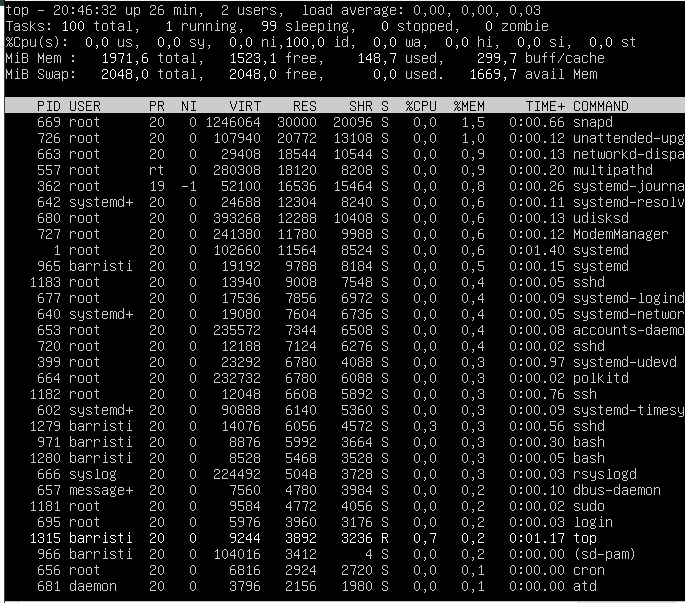 top - 20:46:32 up 26 min,  2 users,  load average: 0,00, 0,00, 0,03
Tasks: 100 total,   1 running,  99 sleeping,   0 stopped,   0 zombie
%Cpu(s):  0,0 us,  0,0 sy,  0,0 ni,100,0 id,  0,0 wa,  0,0 hi,  0,0 si,  0,0 st
MiB Mem :   1971,6 total,   1523,1 free,    148,7 used,    299,7 buff/cache
MiB Swap:   2048,0 total,   2048,0 free,      0,0 used.   1669,7 avail Mem
PID USER      PR  NI    VIRT    RES    SHR S  %CPU  %MEM     TIME+ COMMAND
669 root      20   0 1246064  30000  20096 S   0,0   1,5   0:00.66 snapd
726 root      20   0  107940  20772  13108 S   0,0   1,0   0:00.12 unattended-upg
663 root      20   0   29408  18544  10544 S   0,0   0,9   0:00.13 networkd-dispa
557 root      rt   0  280308  18120   8208 S   0,0   0,9   0:00.20 multipathd
362 root      19  -1   52100  16536  15464 S   0,0   0,8   0:00.26 systemd-journa
642 systemd+  20   0   24688  12304   8240 S   0,0   0,6   0:00.11 systemd-resolv
680 root      20   0  393268  12288  10408 S   0,0   0,6   0:00.13 udisksd
727 root      20   0  241380  11780   9988 S   0,0   0,6   0:00.12 ModemManager
1 root      20   0  102660  11564   8524 S   0,0   0,6   0:01.40 systemd
965 barristi  20   0   19192   9788   8184 S   0,0   0,5   0:00.15 systemd
1183 root      20   0   13940   9008   7548 S   0,0   0,4   0:00.05 sshd
677 root      20   0   17536   7856   6972 S   0,0   0,4   0:00.09 systemd-logind
640 systemd+  20   0   19080   7604   6736 S   0,0   0,4   0:00.05 systemd-networ
653 root      20   0  235572   7344   6508 S   0,0   0,4   0:00.08 accounts-daemo
720 root      20   0   12188   7124   6276 S   0,0   0,4   0:00.02 sshd
399 root      20   0   23292   6780   4088 S   0,0   0,3   0:00.97 systemd-udevd
664 root      20   0  232732   6780   6088 S   0,0   0,3   0:00.02 polkitd
1182 root      20   0   12048   6608   5892 S   0,0   0,3   0:00.76 ssh
602 systemd+  20   0   90888   6140   5360 S   0,0   0,3   0:00.09 systemd-timesy
1279 barristi  20   0   14076   6056   4572 S   0,3   0,3   0:00.56 sshd
971 barristi  20   0    8876   5992   3664 S   0,0   0,3   0:00.30 bash
1280 barristi  20   0    8528   5468   3528 S   0,0   0,3   0:00.05 bash
666 syslog    20   0  224492   5048   3728 S   0,0   0,3   0:00.03 rsyslogd
657 message+  20   0    7560   4780   3984 S   0,0   0,2   0:00.10 dbus-daemon
1181 root      20   0    9584   4772   4056 S   0,0   0,2   0:00.02 sudo
695 root      20   0    5976   3960   3176 S   0,0   0,2   0:00.03 login
1315 barristi  20   0    9244   3892   3236 R   0,7   0,2   0:01.17 top
966 barristi  20   0  104016   3412      4 S   0,0   0,2   0:00.00 (sd-pam)
656 root      20   0    6816   2924   2720 S   0,0   0,1   0:00.00 cron
681 daemon    20   0    3796   2156   1980 S   0,0   0,1   0:00.00 atd